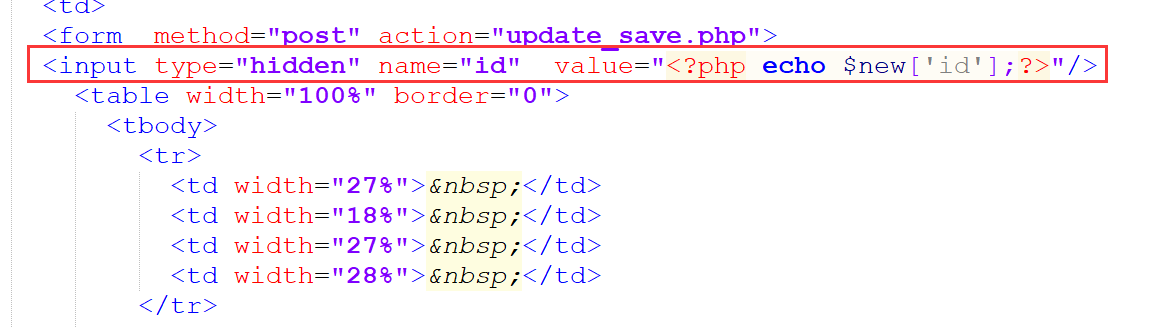 <td>
<form  method="post" action="update_save.php">
<input type="hidden" name="id"  value="<?php echo $new['id'];?>"/>
<table width="100%" border="0">
<tbody>
<tr>
<td width="27%">&nbsp;</td>
<td width="18%">&nbsp;</td>
<td width="27%">&nbsp;</td>
<td width="28%">&nbsp;</td>
</tr>